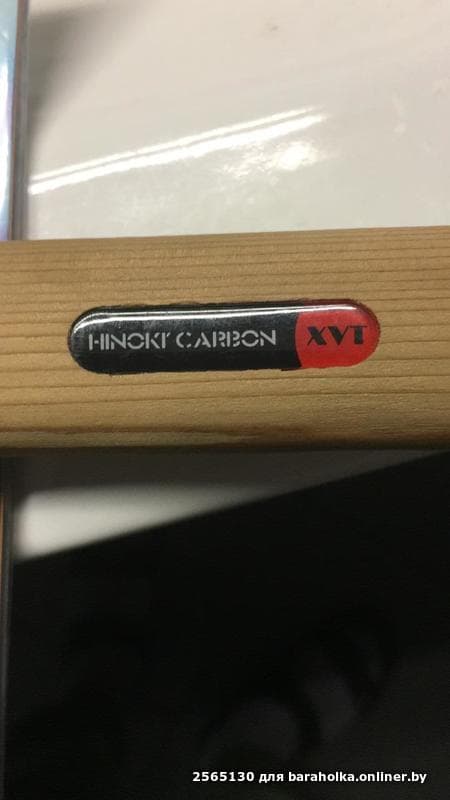 HINOKI CARBON XVT
2565130 для baraholka.onliner.by